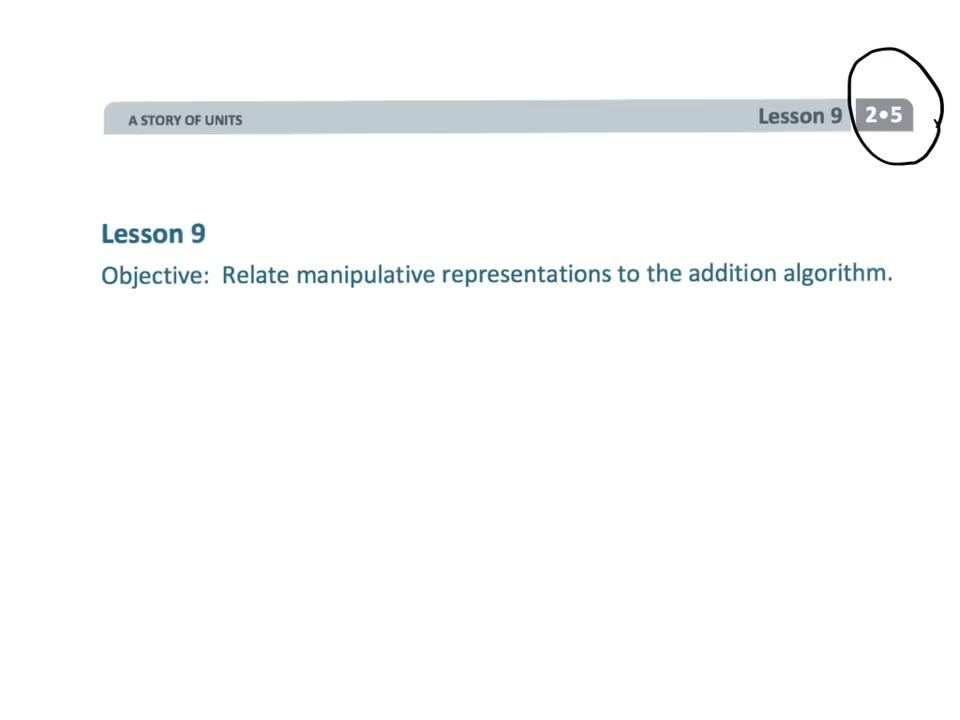 A STORY OF UNITS Lesson 9 2•5
Lesson 9
Objective: Relate manipulative representations to the addition algorithm.